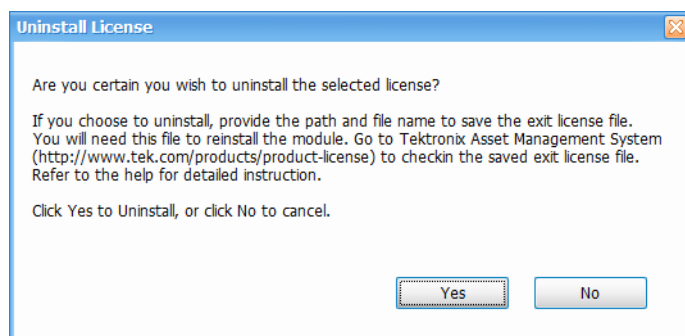 Uninstall License
Are you certain you wish to uninstall the selected license?
If you choose to uninstall, provide the path and file name to save the exit license file.
You will need this file to reinstall the module. Go to Tektronix Asset Management System
(http://www.tek.com/products/product-license) to checkin the saved exit license file.
Refer to the help for detailed instruction.
Click Yes to Uninstall, or click No to cancel.
Yes No